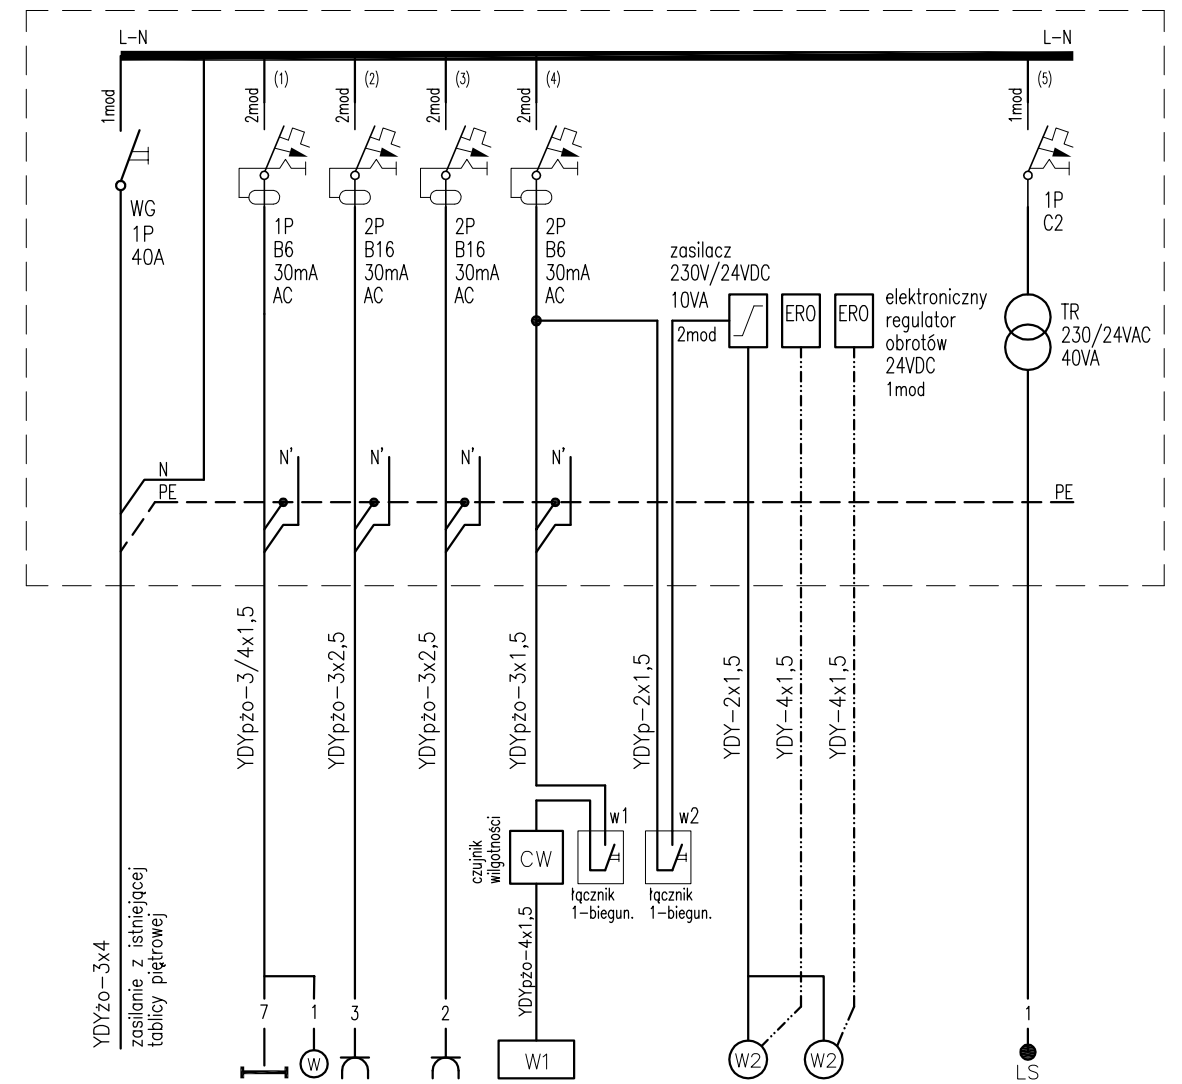 L-N
L-N
1mod
2mod
(1)
2mod
(2)
2mod
(3)
2mod
(4)
1mod
(5)
WG
1P
40A
1P
B6
30mA
AC
2P
B16
30mA
AC
2P
B16
30mA
AC
2P
B6
30mA
AC
1P
C2
zasilacz
230V/24VDC
10VA
2mod
ERO
ERO
elektroniczny
regulator
obrotów
24VDC
1mod
TR
230/24VAC
40VA
N
PE
N'
N'
N'
N'
PE
YDYżo-3x4
zasilanie z istniejącej
tablicy piętrowej
YDYpżo-3/4x1,5
YDYpżo-3x2,5
YDYpżo-3x2,5
YDYpżo-3x1,5
YDYp-2x1,5
YDY-2x1,5
YDY-4x1,5
YDY-4x1,5
czujnik
wilgotności
CW
w1
łącznik
1-biegun.
w2
łącznik
1-biegun.
YDYpżo-4x1,5
7
1
3
2
1
W
W1
W2
W2
LS